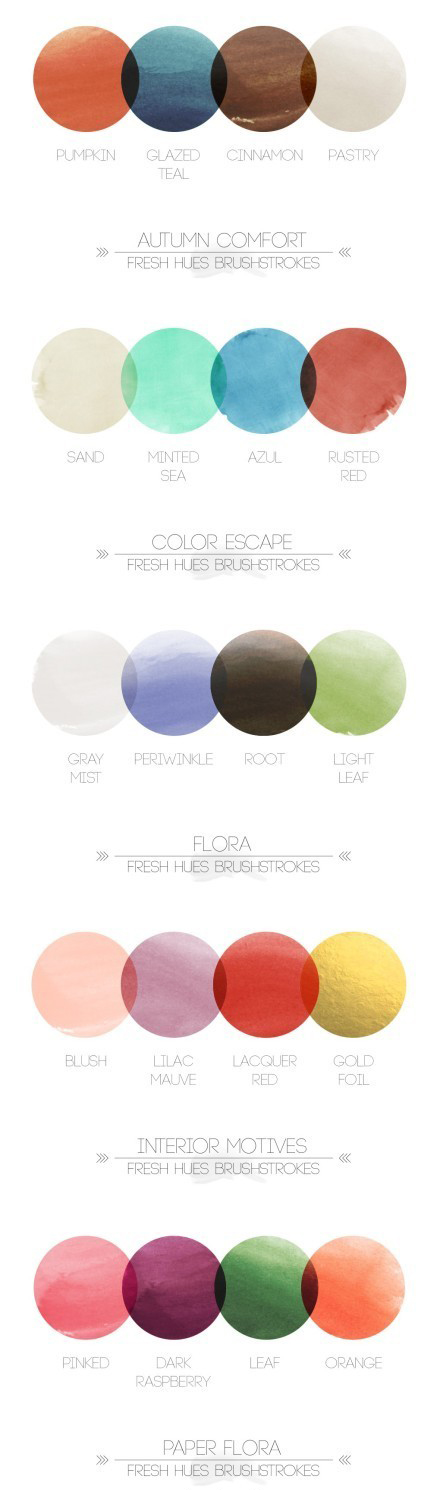 PAPER FLORA
FRESH HUES BRUSHSTROKES
PINKED
DARK
RASPBERRY
LEAF
ORANGE
INTERIOR MOTIVES
FRESH HUES BRUSHSTROKES
BLUSH
LILAC
MAUVE
LACQUER
RED
GOLD
FOIL
FLORA
FRESH HUES BRUSHSTROKES
GRAY
MIST
PERIWINKLE
ROOT
LIGHT
LEAF
COLOR ESCAPE
FRESH HUES BRUSHSTROKES
SAND
MINTED
SEA
AZUL
RUSTED
RED
AUTUMN COMFORT
FRESH HUES BRUSHSTROKES
PUMPKIN
GLAZED
TEAL
CINNAMON
PASTRY